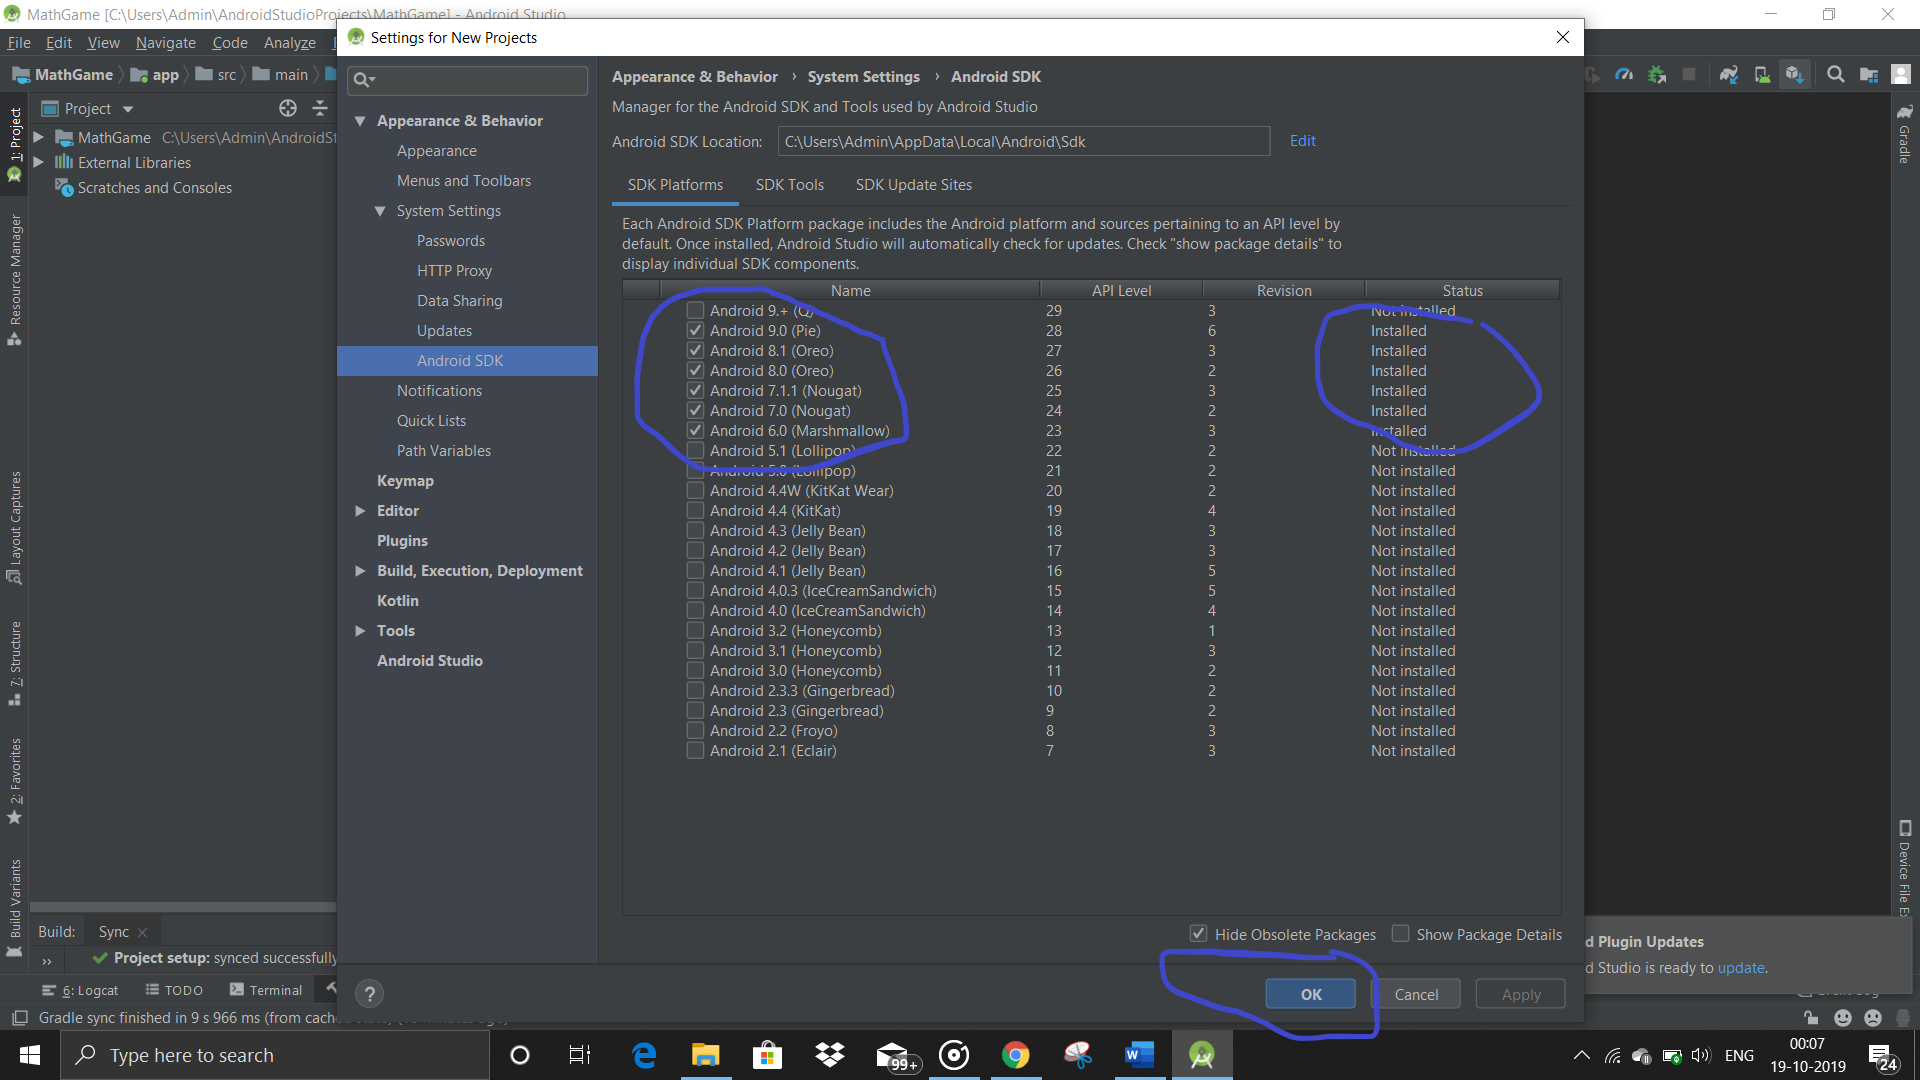 MathGame [C:\Users\Admin\AndroidStudioProjects\MathGame] - Android Studio
File Edit View Navigate Code Analyze
Settings for New Projects
MathGame app src main
Project
MathGame C:\Users\Admin\AndroidSt
External Libraries
Scratches and Consoles
1: Project
Resource Manager
Layout Captures
7: Structure
2: Favorites
Build Variants
Appearance & Behavior
Appearance
Menus and Toolbars
System Settings
Passwords
HTTP Proxy
Data Sharing
Updates
Android SDK
Notifications
Quick Lists
Path Variables
Keymap
Editor
Plugins
Build, Execution, Deployment
Kotlin
Tools
Android Studio
Appearance & Behavior › System Settings › Android SDK
Manager for the Android SDK and Tools used by Android Studio
Android SDK Location: C:\Users\Admin\AppData\Local\Android\Sdk Edit
SDK Platforms SDK Tools SDK Update Sites
Each Android SDK Platform package includes the Android platform and sources pertaining to an API level by
default. Once installed, Android Studio will automatically check for updates. Check "show package details" to
display individual SDK components.
Name API Level Revision Status
Android 9.+ (Q) 29 3 Not installed
Android 9.0 (Pie) 28 6 Installed
Android 8.1 (Oreo) 27 3 Installed
Android 8.0 (Oreo) 26 2 Installed
Android 7.1.1 (Nougat) 25 3 Installed
Android 7.0 (Nougat) 24 2 Installed
Android 6.0 (Marshmallow) 23 3 Installed
Android 5.1 (Lollipop) 22 2 Not installed
Android 5.0 (Lollipop) 21 2 Not installed
Android 4.4W (KitKat Wear) 20 2 Not installed
Android 4.4 (KitKat) 19 4 Not installed
Android 4.3 (Jelly Bean) 18 3 Not installed
Android 4.2 (Jelly Bean) 17 3 Not installed
Android 4.1 (Jelly Bean) 16 5 Not installed
Android 4.0.3 (IceCreamSandwich) 15 5 Not installed
Android 4.0 (IceCreamSandwich) 14 4 Not installed
Android 3.2 (Honeycomb) 13 1 Not installed
Android 3.1 (Honeycomb) 12 3 Not installed
Android 3.0 (Honeycomb) 11 2 Not installed
Android 2.3.3 (Gingerbread) 10 2 Not installed
Android 2.3 (Gingerbread) 9 2 Not installed
Android 2.2 (Froyo) 8 3 Not installed
Android 2.1 (Eclair) 7 3 Not installed
Hide Obsolete Packages Show Package Details
? OK Cancel Apply
Gradle
Device File Ex
d Plugin Updates
d Studio is ready to update.
Build: Sync
» Project setup: synced successfully
6: Logcat TODO Terminal
Gradle sync finished in 9 s 966 ms (from cached
Type here to search
99+
ENG
00:07
19-10-2019
24